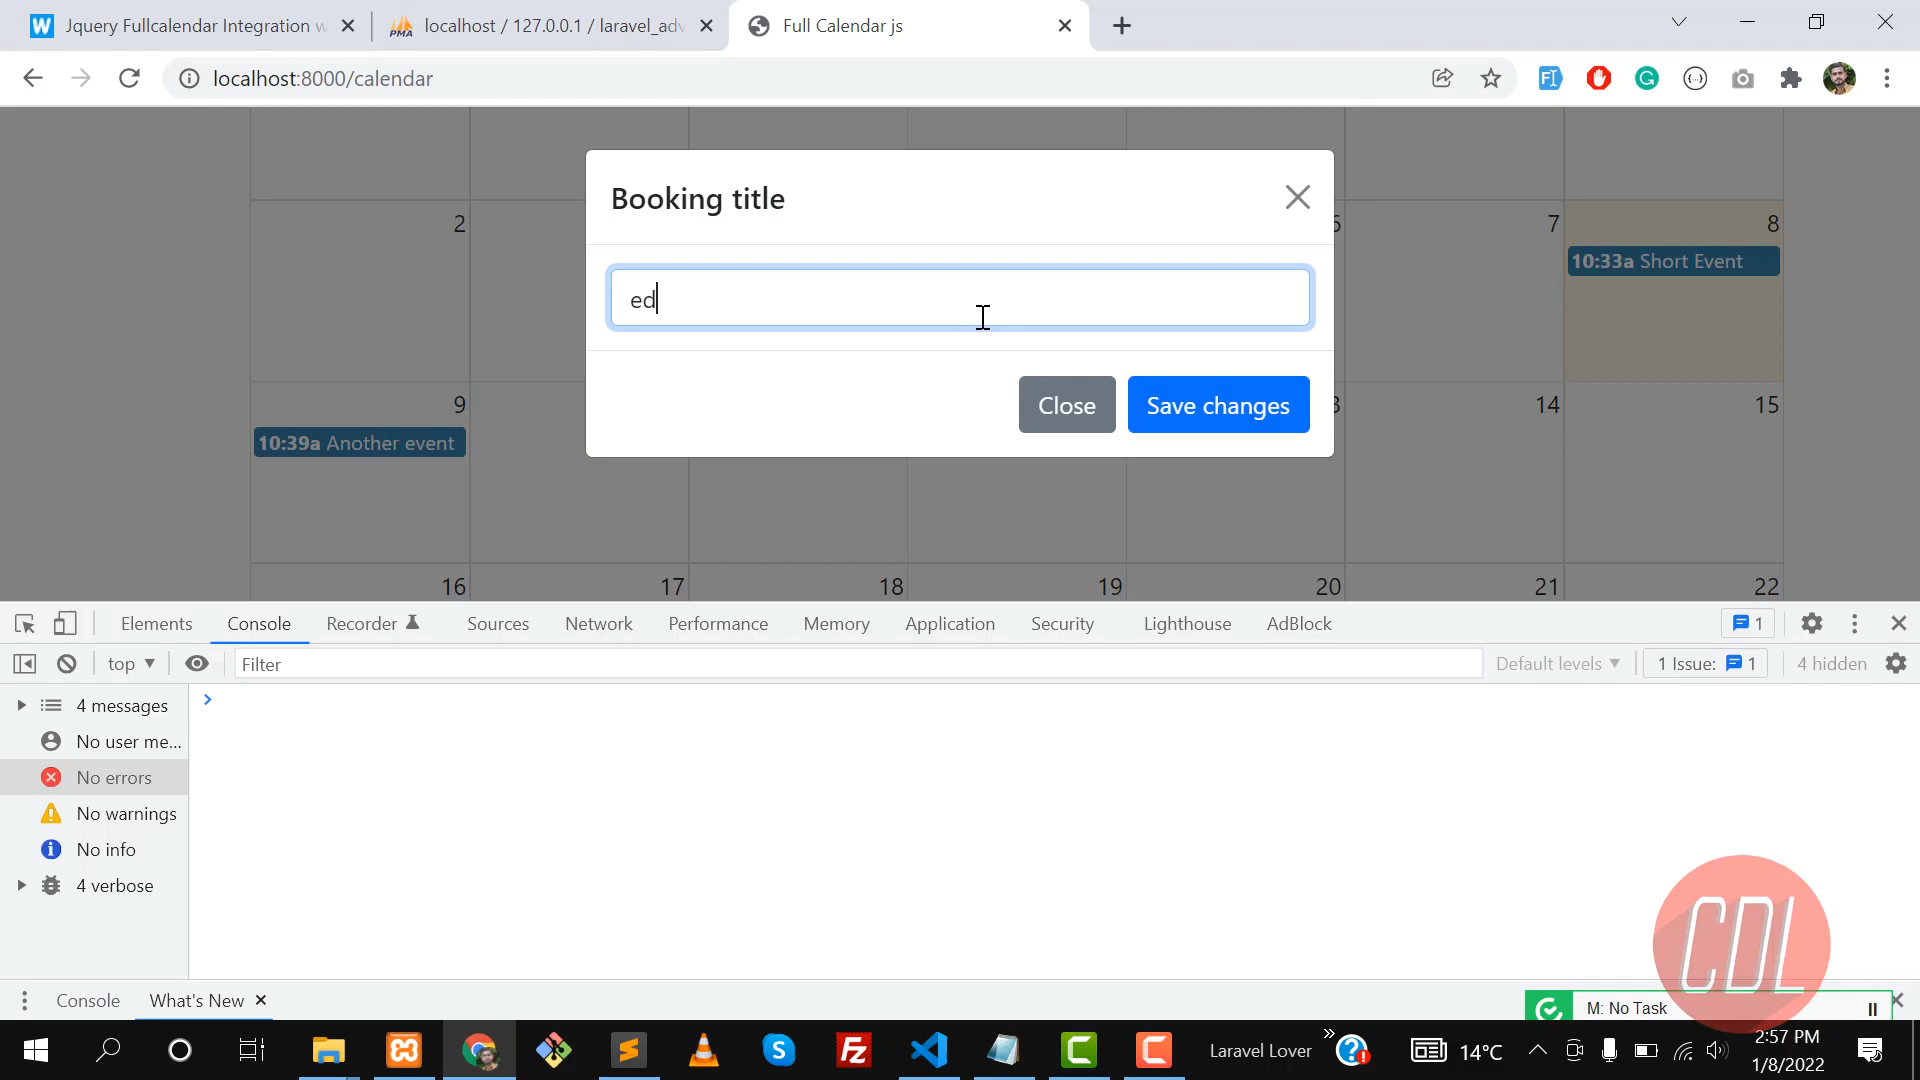 Jquery Fullcalendar Integration w
localhost / 127.0.0.1 / laravel_adv
Full Calendar js
localhost:8000/calendar
Booking title
ed
Close
Save changes
2
7
8
10:33a Short Event
9
10:39a Another event
14
15
16
17
18
19
20
21
22
Elements
Console
Recorder
Sources
Network
Performance
Memory
Application
Security
Lighthouse
AdBlock
1
top
Filter
Default levels
1 Issue:
1
4 hidden
4 messages
No user me...
No errors
No warnings
No info
4 verbose
CDL
Console
What's New
M: No Task
Laravel Lover
14°C
2:57 PM
1/8/2022